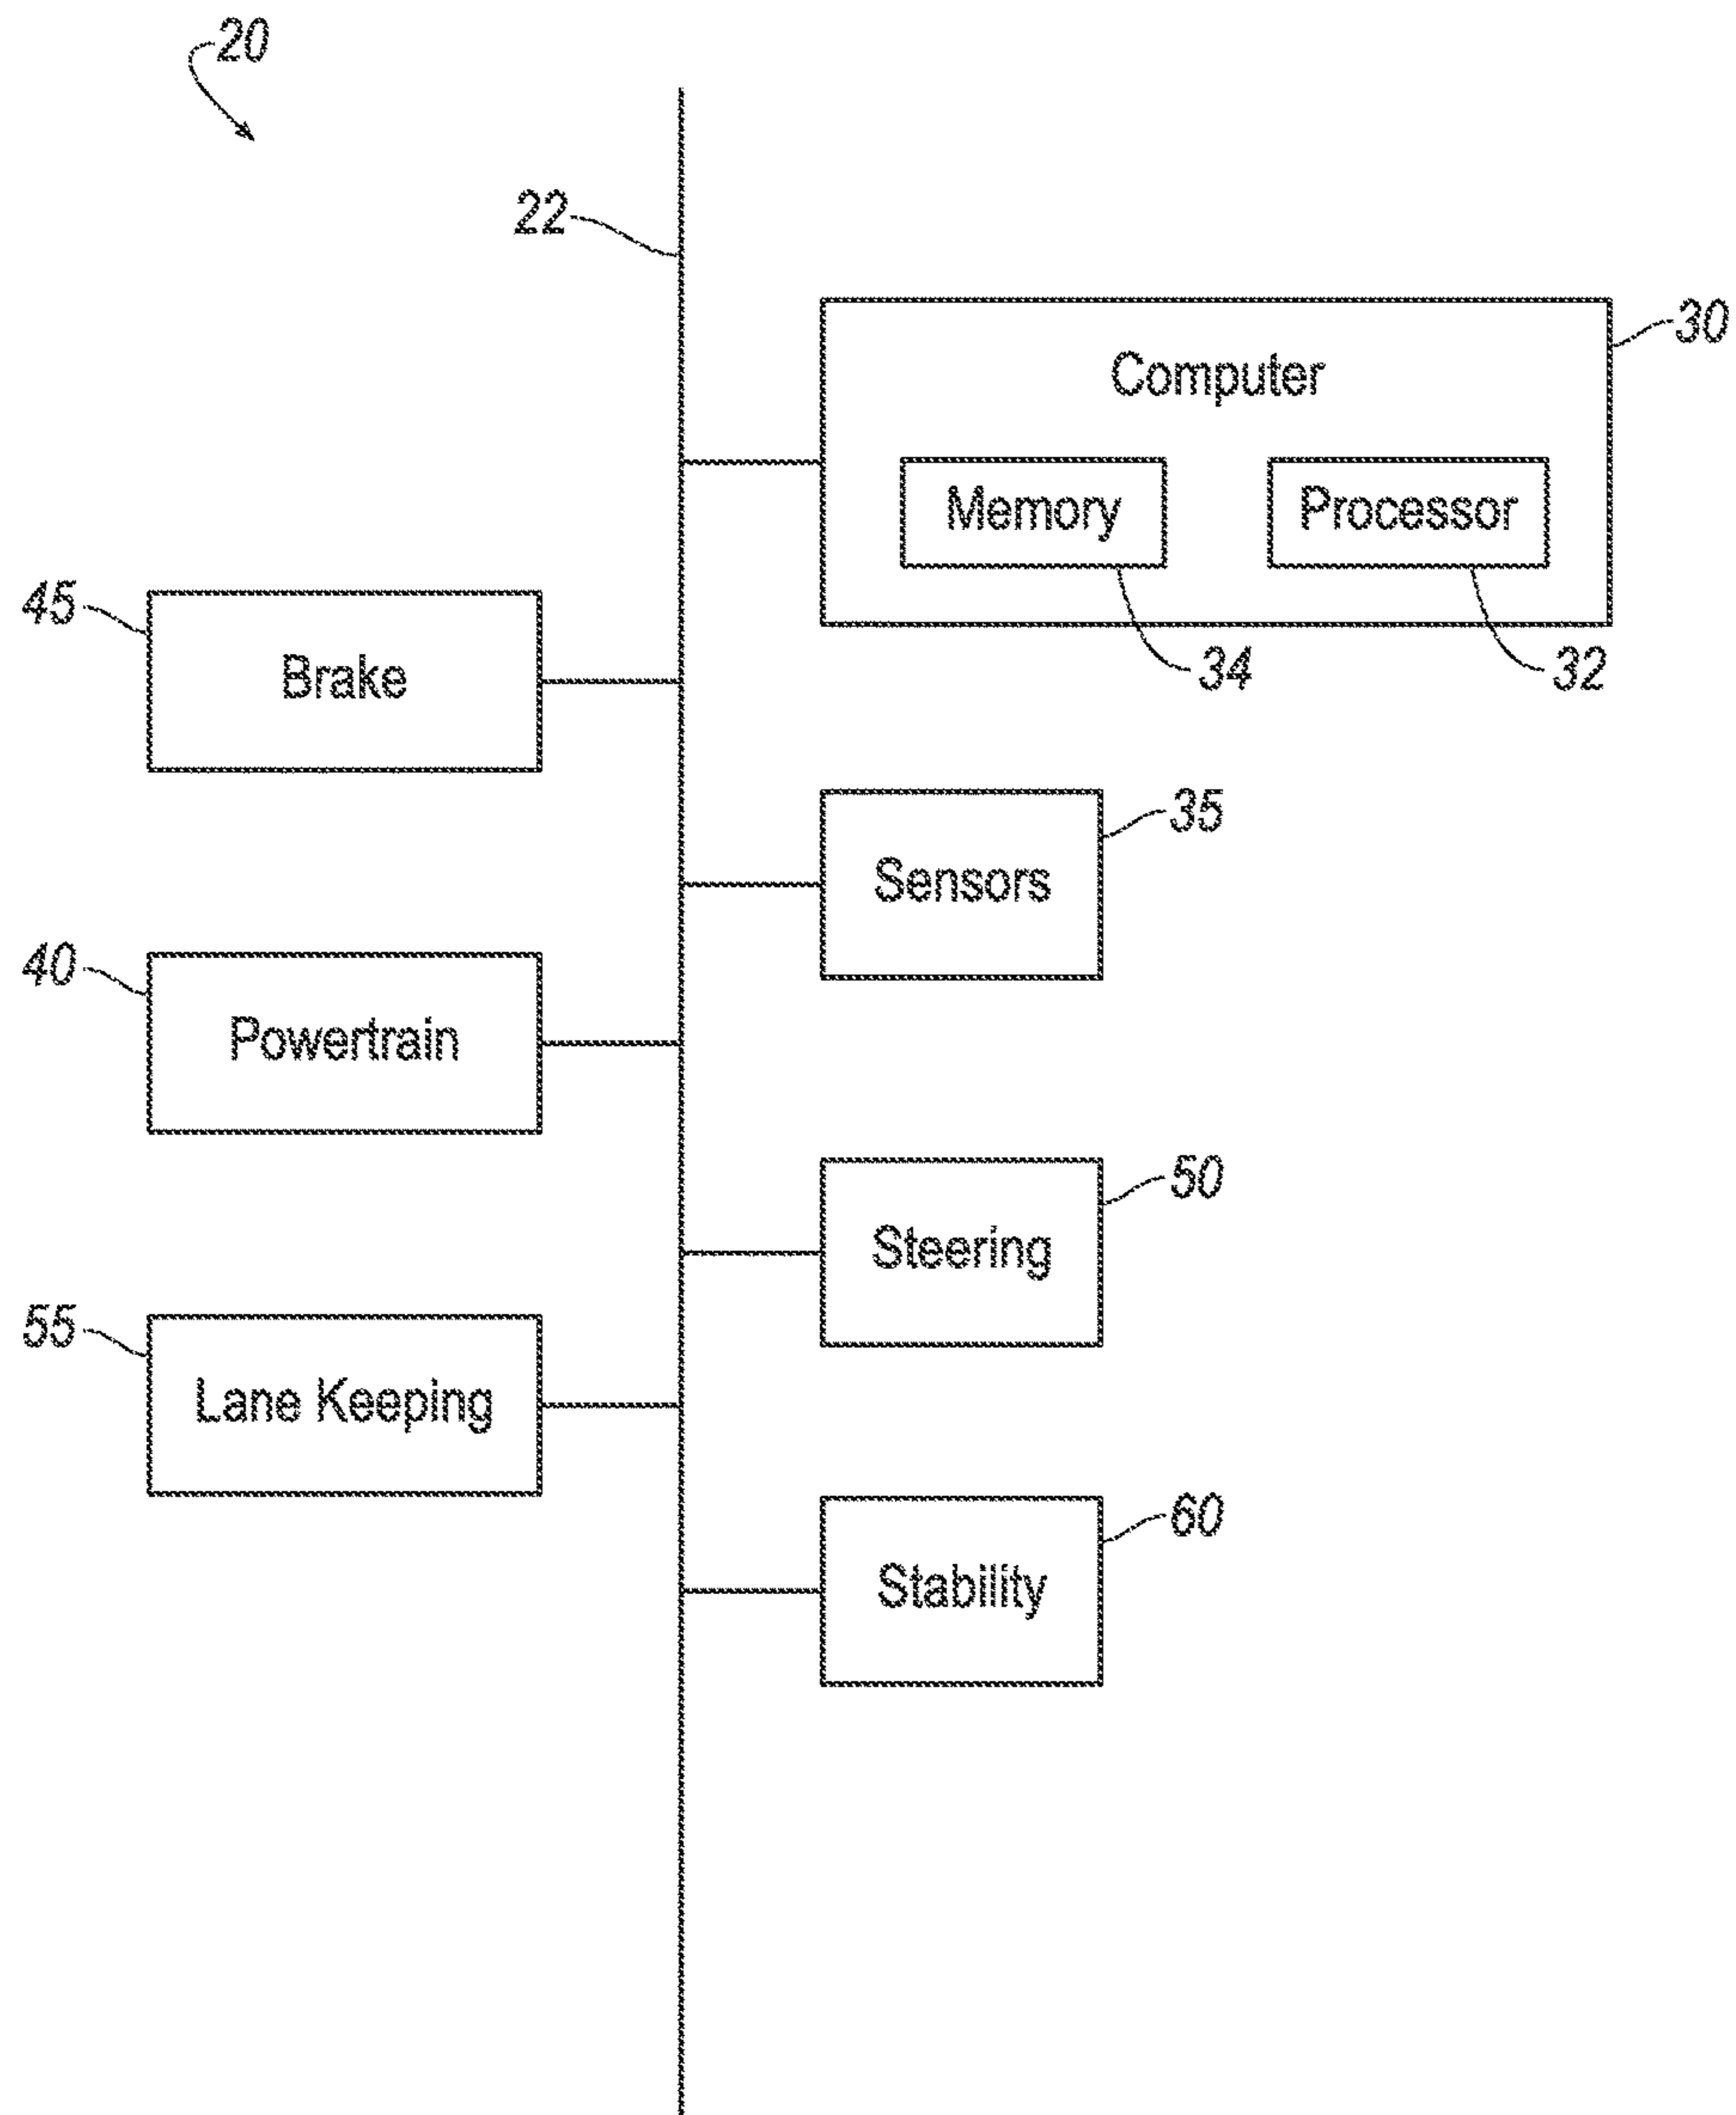 20
22
30
Computer
Memory
Processor
34
32
45
Brake
35
Sensors
40
Powertrain
50
Steering
55
Lane Keeping
60
Stability